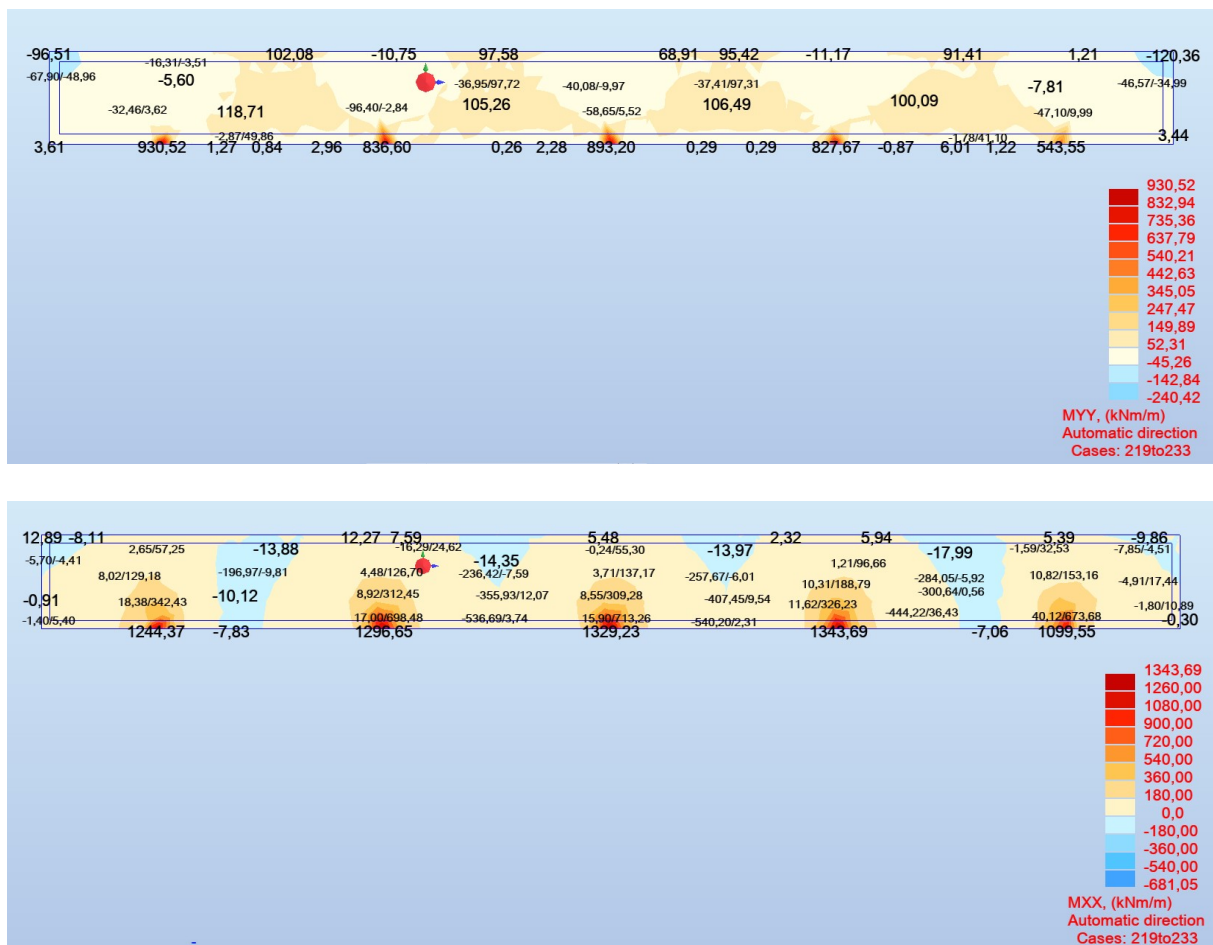 -96,51 102,08 -10,75 97,58 68,91 95,42 -11,17 91,41 1,21 -120,36
-16,31/-3,51
-67,90/-48,96 -5,60 -36,95/97,72 -40,08/-9,97 -37,41/97,31 -7,81 -46,57/-34,99
-32,46/3,62 118,71 -96,40/-2,84 105,26 -58,65/5,52 106,49 100,09 -47,10/9,99
-2,87/49,86 -1,78/41,10 3,44
3,61 930,52 1,27 0,84 2,96 836,60 0,26 2,28 893,20 0,29 0,29 827,67 -0,87 6,01 1,22 543,55
930,52
832,94
735,36
637,79
540,21
442,63
345,05
247,47
149,89
52,31
-45,26
-142,84
-240,42
MYY, (kNm/m)
Automatic direction
Cases: 219to233
12,89 -8,11 12,27 7,59 5,48 2,32 5,94 5,39 -9,86
2,65/57,25 -13,88 -16,29/24,62 -0,24/55,30 -13,97 -17,99 -1,59/32,53 -7,85/-4,51
-5,70/-4,41 -14,35 1,21/96,66
8,02/129,18 -196,97/-9,81 4,48/126,70 -236,42/-7,59 3,71/137,17 -257,67/-6,01 10,31/188,79 -284,05/-5,92 10,82/153,16 -4,91/17,44
-0,91 18,38/342,43 -10,12 8,92/312,45 -355,93/12,07 8,55/309,28 -407,45/9,54 11,62/326,23 -300,64/0,56 -1,80/10,89
-1,40/5,40 17,00/698,48 -536,69/3,74 15,90/713,26 -540,20/2,31 -444,22/36,43 40,12/673,68 -0,30
1244,37 -7,83 1296,65 1329,23 1343,69 -7,06 1099,55
1343,69
1260,00
1080,00
900,00
720,00
540,00
360,00
180,00
0,0
-180,00
-360,00
-540,00
-681,05
MXX, (kNm/m)
Automatic direction
Cases: 219to233